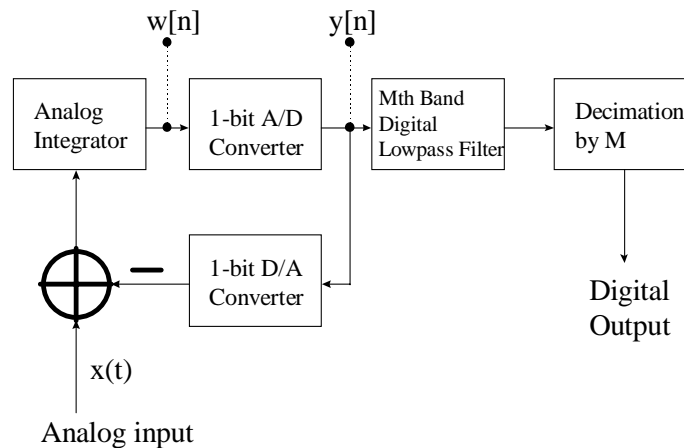 w[n]
y[n]
Analog
Integrator
1-bit A/D
Converter
Mth Band
Digital
Lowpass Filter
Decimation
by M
1-bit D/A
Converter
Digital
Output
x(t)
Analog input